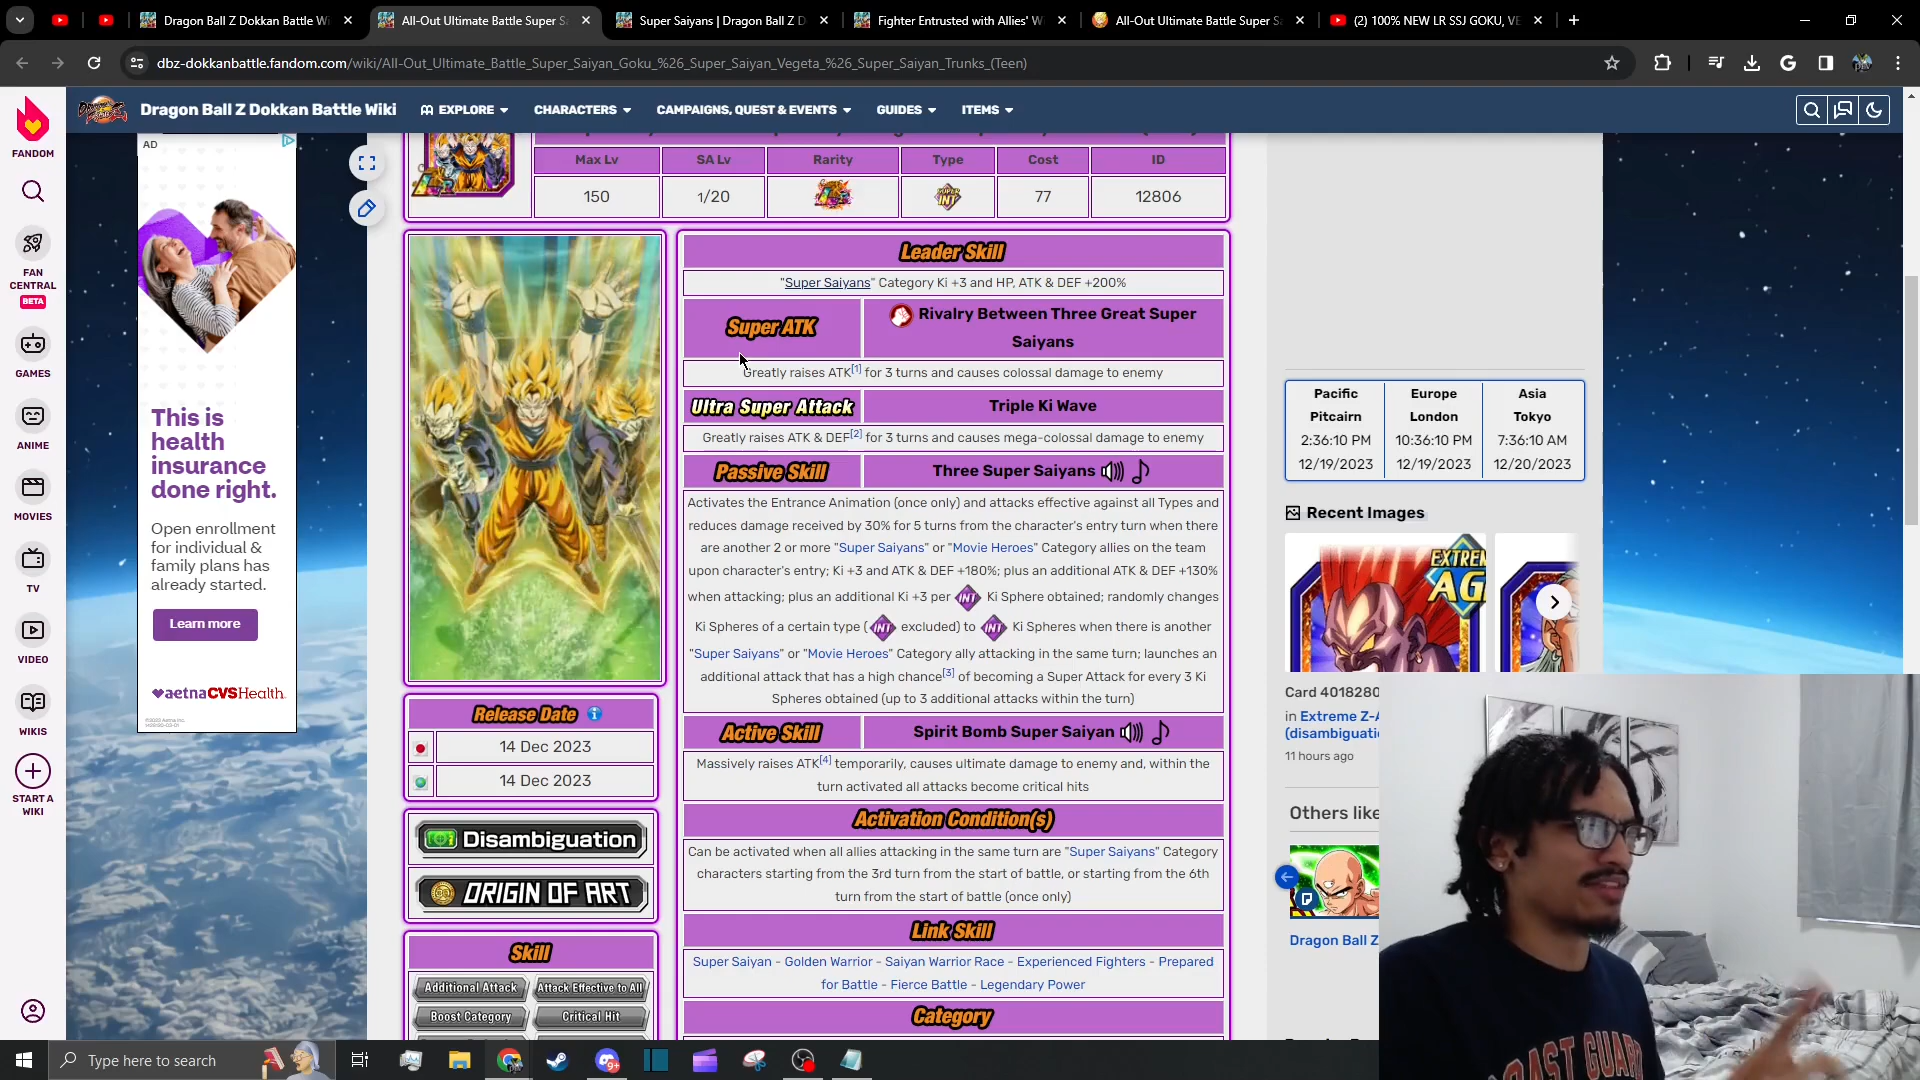 Dragon Ball Z Dokkan Battle Wi
All-Out Ultimate Battle Super S
Super Saiyans | Dragon Ball Z D
Fighter Entrusted with Allies' W
All-Out Ultimate Battle Super S
(2) 100% NEW LR SSJ GOKU, VE
dbz-dokkanbattle.fandom.com/wiki/All-Out_Ultimate_Battle_Super_Saiyan_Goku_%26_Super_Saiyan_Vegeta_%26_Super_Saiyan_Trunks_(Teen)
Dragon Ball Z Dokkan Battle Wiki
EXPLORE
CHARACTERS
CAMPAIGNS, QUEST & EVENTS
GUIDES
ITEMS
FANDOM
FAN
CENTRAL
BETA
GAMES
ANIME
MOVIES
TV
VIDEO
WIKIS
START A
WIKI
AD
This is
health
insurance
done right.
Open enrollment
for individual &
family plans has
already started.
Learn more
aetna CVSHealth.
Max Lv
SA Lv
Rarity
Type
Cost
ID
150
1/20
LR
SUPER INT
77
12806
Leader Skill
"Super Saiyans" Category Ki +3 and HP, ATK & DEF +200%
Super ATK
Rivalry Between Three Great Super
Saiyans
Greatly raises ATK[1] for 3 turns and causes colossal damage to enemy
Ultra Super Attack
Triple Ki Wave
Greatly raises ATK & DEF[2] for 3 turns and causes mega-colossal damage to enemy
Passive Skill
Three Super Saiyans
Activates the Entrance Animation (once only) and attacks effective against all Types and
reduces damage received by 30% for 5 turns from the character's entry turn when there
are another 2 or more "Super Saiyans" or "Movie Heroes" Category allies on the team
upon character's entry; Ki +3 and ATK & DEF +180%; plus an additional ATK & DEF +130%
when attacking; plus an additional Ki +3 per INT Ki Sphere obtained; randomly changes
Ki Spheres of a certain type (INT excluded) to INT Ki Spheres when there is another
"Super Saiyans" or "Movie Heroes" Category ally attacking in the same turn; launches an
additional attack that has a high chance[3] of becoming a Super Attack for every 3 Ki
Spheres obtained (up to 3 additional attacks within the turn)
Active Skill
Spirit Bomb Super Saiyan
Massively raises ATK[4] temporarily, causes ultimate damage to enemy and, within the
turn activated all attacks become critical hits
Activation Condition(s)
Can be activated when all allies attacking in the same turn are "Super Saiyans" Category
characters starting from the 3rd turn from the start of battle, or starting from the 6th
turn from the start of battle (once only)
Link Skill
Super Saiyan - Golden Warrior - Saiyan Warrior Race - Experienced Fighters - Prepared
for Battle - Fierce Battle - Legendary Power
Category
Release Date
14 Dec 2023
14 Dec 2023
Disambiguation
ORIGIN OF ART
Skill
Additional Attack
Attack Effective to All
Boost Category
Critical Hit
Pacific
Europe
Asia
Pitcairn
London
Tokyo
2:36:10 PM
10:36:10 PM
7:36:10 AM
12/19/2023
12/19/2023
12/20/2023
Recent Images
EXTREM
AG
Card 4018280
in Extreme Z-A
(disambiguati
11 hours ago
Others like
Dragon Ball Z
COAST GUARD
Type here to search